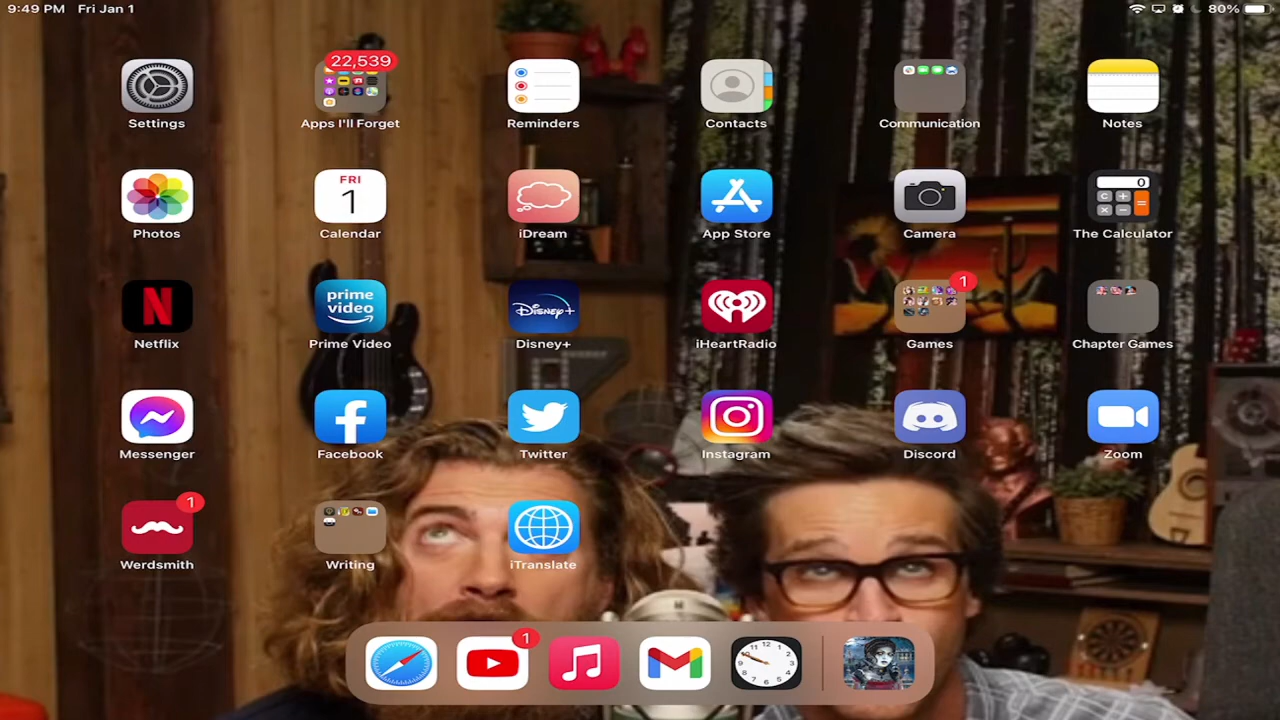 9:49 PM Fri Jan 1 80%
22,539
Settings Apps I'll Forget Reminders Contacts Communication Notes
FRI
1
0
Photos Calendar iDream App Store Camera The Calculator
prime
video
Disney+
1
Netflix Prime Video Disney+ iHeartRadio Games Chapter Games
Messenger Facebook Twitter Instagram Discord Zoom
1
Werdsmith Writing iTranslate
1